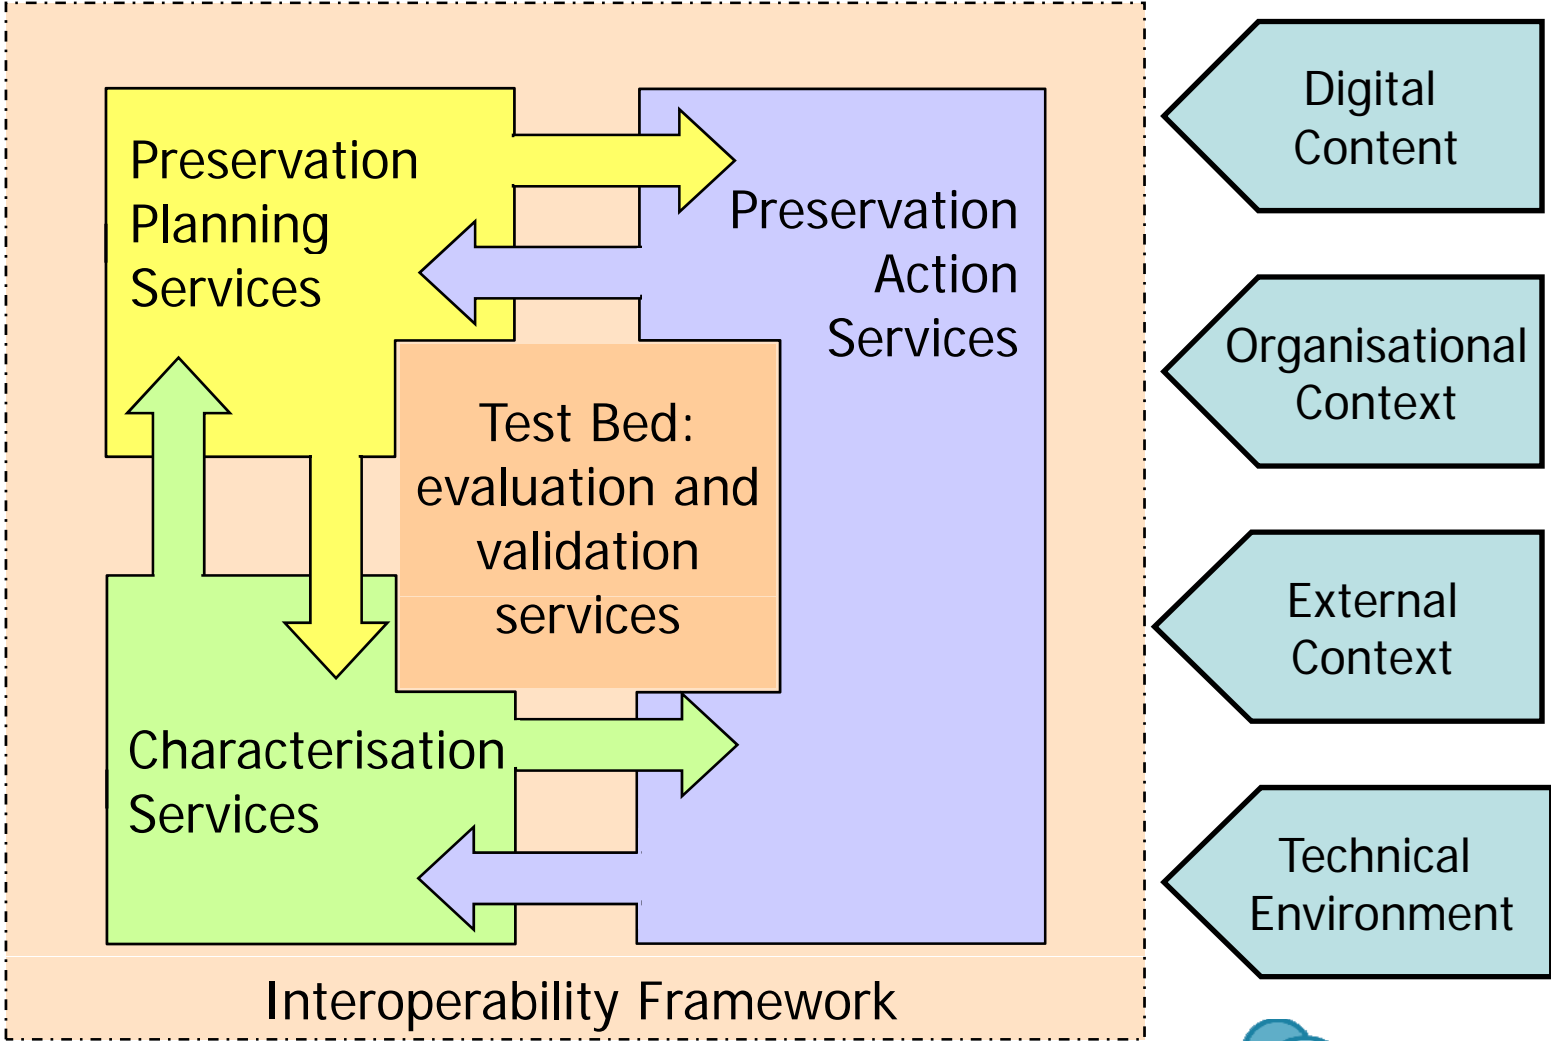 Preservation
Planning
Services
Preservation
Action
Services
Test Bed:
evaluation and
validation
services
Characterisation
Services
Interoperability Framework
Digital
Content
Organisational
Context
External
Context
Technical
Environment